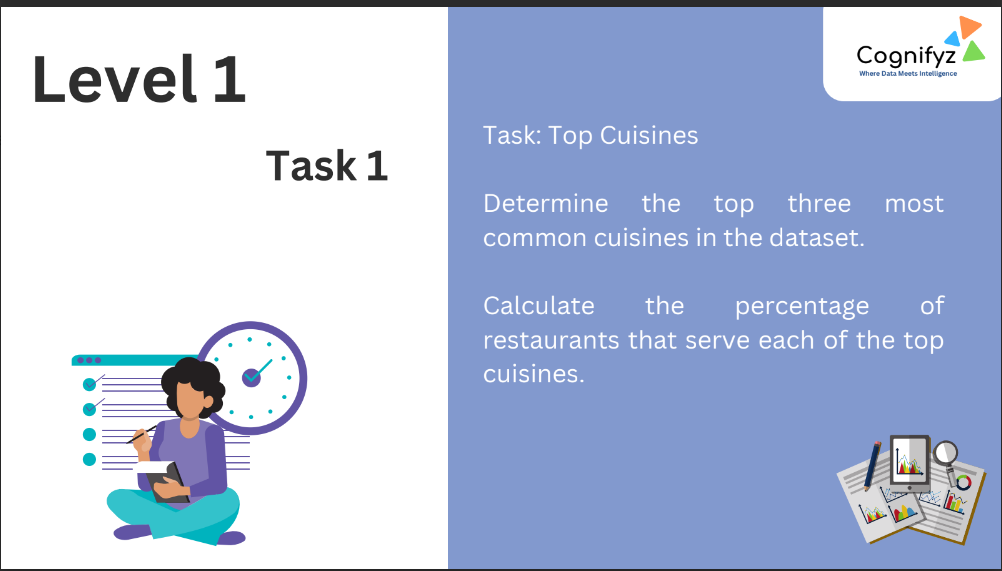 Level 1
Task 1
Cognifyz
Where Data Meets Intelligence
Task: Top Cuisines
Determine the top three most
common cuisines in the dataset.
Calculate the percentage of
restaurants that serve each of the top
cuisines.